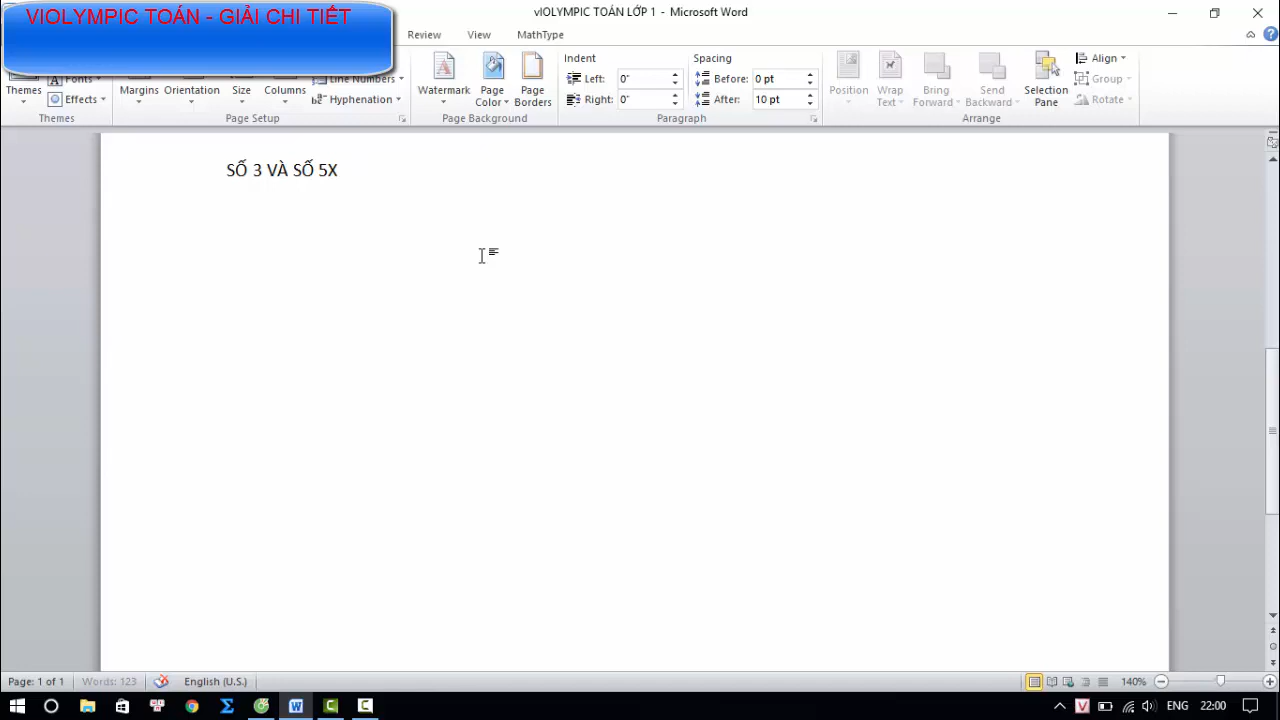 VIOLYMPIC TOÁN - GIẢI CHI TIẾT
vIOLYMPIC TOÁN LỚP 1 - Microsoft Word
Review View MathType
Themes
Fonts
Effects
Themes
Margins
Orientation
Size
Columns
Line Numbers
Hyphenation
Page Setup
Watermark
Page Color
Page Borders
Page Background
Indent
Left: 0"
Right: 0"
Spacing
Before: 0 pt
After: 10 pt
Paragraph
Position
Wrap Text
Bring Forward
Send Backward
Selection Pane
Align
Group
Rotate
Arrange
SỐ 3 VÀ SỐ 5X
Page: 1 of 1 Words: 123 English (U.S.) 140%
ENG 22:00